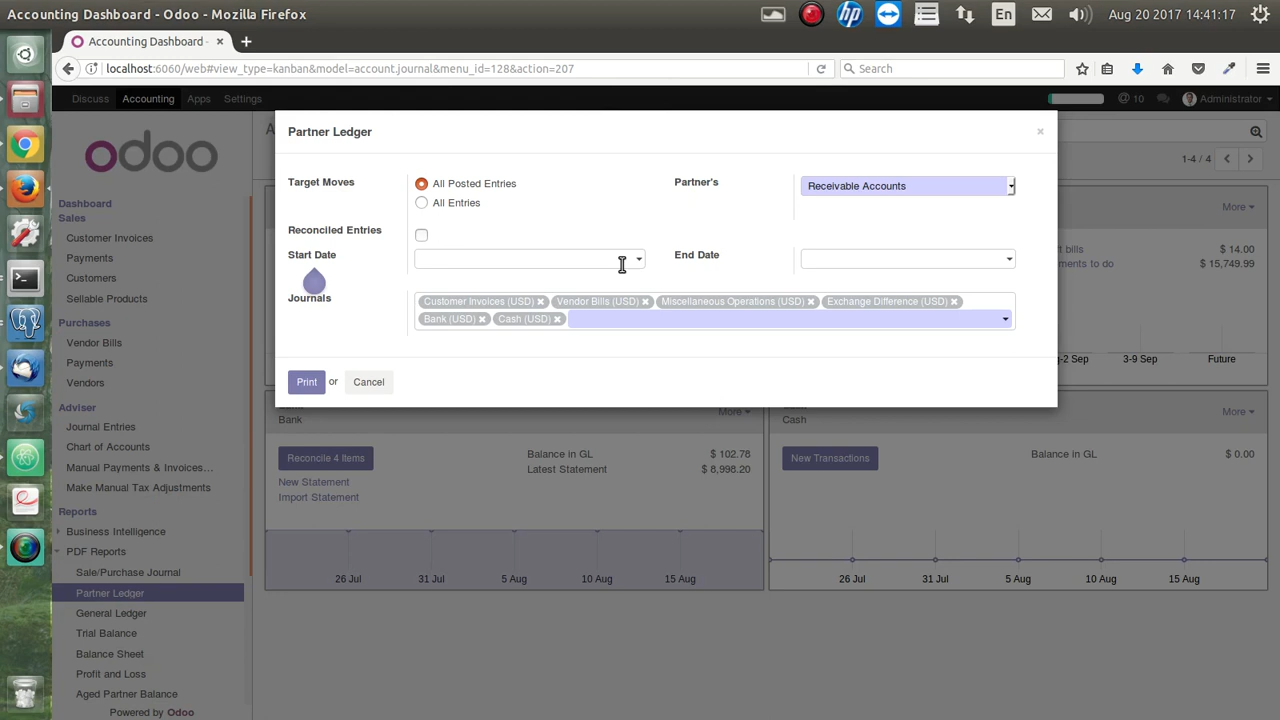 Accounting Dashboard - Odoo - Mozilla Firefox
En
Aug 20 2017 14:41:17
Accounting Dashboard -
localhost:6060/web#view_type=kanban&model=account.journal&menu_id=128&action=207
Search
Discuss Accounting Apps Settings
@ 10
Administrator
odoo
A
1-4 / 4
Partner Ledger
×
Target Moves
All Posted Entries
All Entries
Partner's
Receivable Accounts
Reconciled Entries
Start Date
End Date
Journals
Customer Invoices (USD) Vendor Bills (USD) Miscellaneous Operations (USD) Exchange Difference (USD)
Bank (USD) Cash (USD)
Print or Cancel
Dashboard
Sales
Customer Invoices
Payments
Customers
Sellable Products
Purchases
Vendor Bills
Payments
Vendors
Adviser
Journal Entries
Chart of Accounts
Manual Payments & Invoices...
Make Manual Tax Adjustments
Reports
Business Intelligence
PDF Reports
Sale/Purchase Journal
Partner Ledger
General Ledger
Trial Balance
Balance Sheet
Profit and Loss
Aged Partner Balance
Powered by Odoo
More
t bills $ 14.00
ments to do $ 15,749.99
-2 Sep 3-9 Sep Future
More
Bank
Reconcile 4 Items
New Statement
Import Statement
Balance in GL $ 102.78
Latest Statement $ 8,998.20
26 Jul 31 Jul 5 Aug 10 Aug 15 Aug
More
Cash
New Transactions
Balance in GL $ 0.00
26 Jul 31 Jul 5 Aug 10 Aug 15 Aug